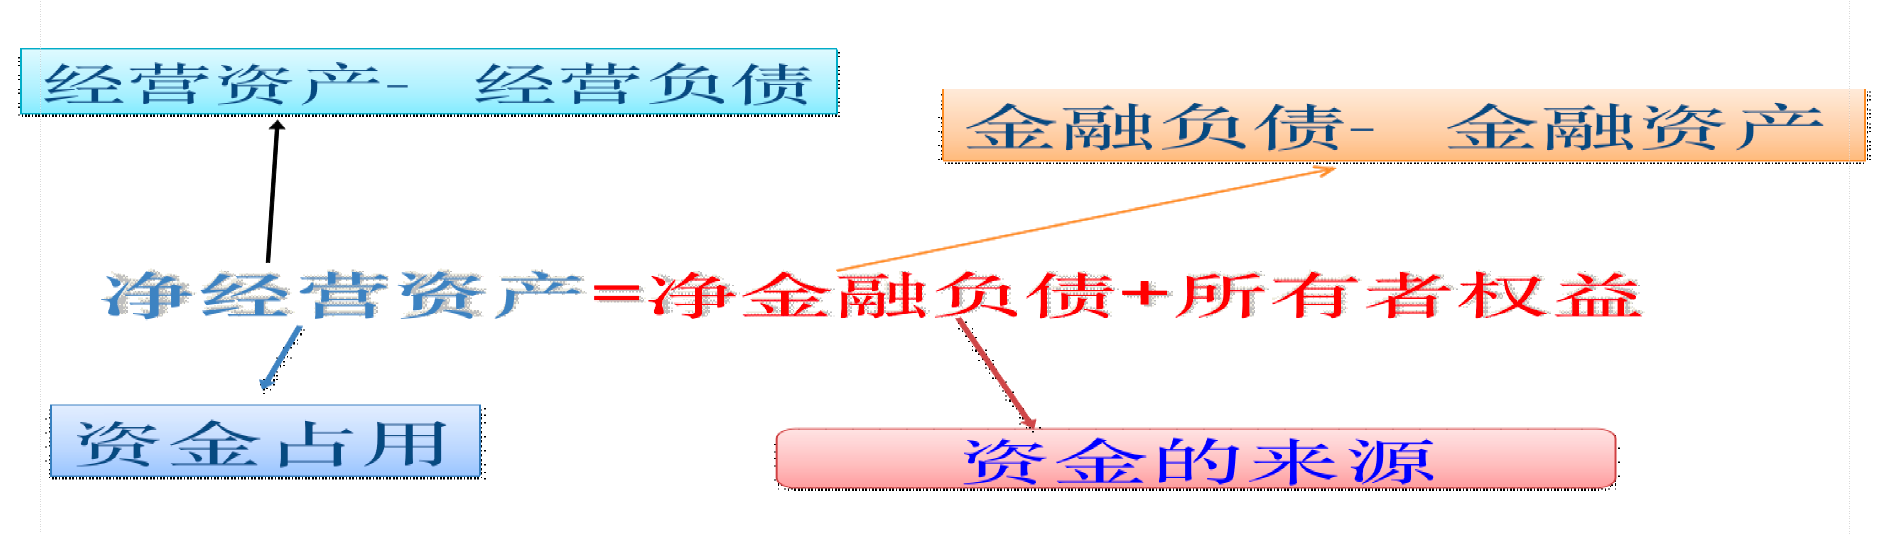 经营资产- 经营负债
金融负债- 金融资产
净经营资产=净金融负债+所有者权益
资金占用
资金的来源